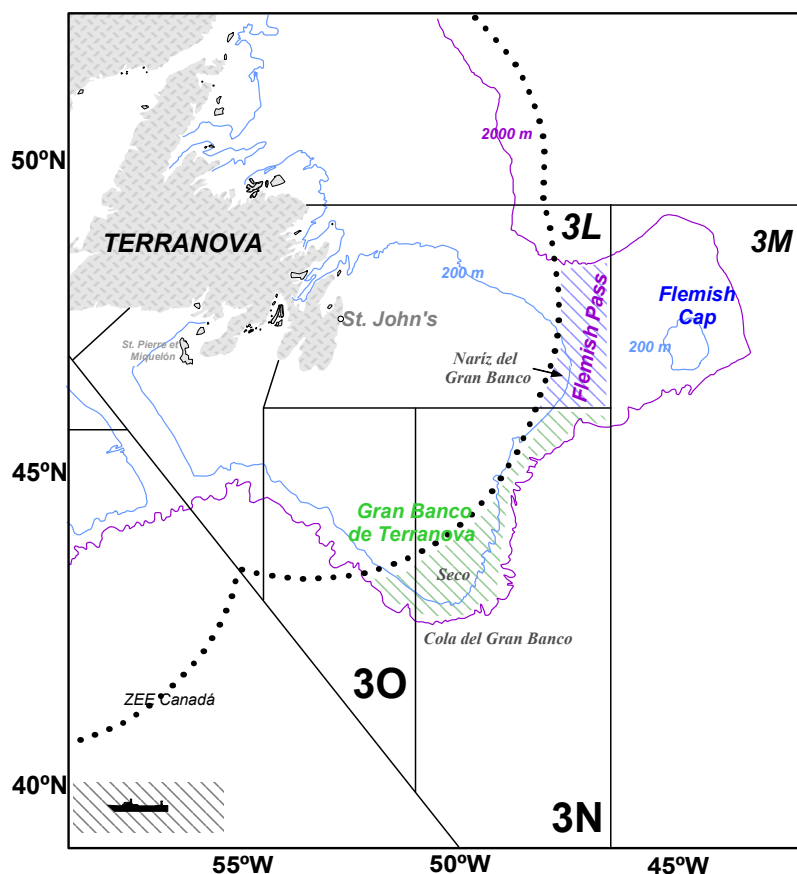 50ºN
2000 m
3L
3M
TERRANOVA
200 m
Flemish
Cap
St. John's
Flemish Pass
St. Pierre et
Miquelón
200 m
Naríz del
Gran Banco
45ºN
Gran Banco
de Terranova
Seco
Cola del Gran Banco
3O
ZEE Canadá
40ºN
3N
55ºW
50ºW
45ºW